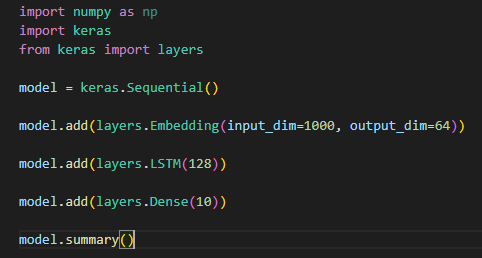 import numpy as np
import keras
from keras import layers
model = keras.Sequential()
model.add(layers.Embedding(input_dim=1000, output_dim=64))
model.add(layers.LSTM(128))
model.add(layers.Dense(10))
model.summary()